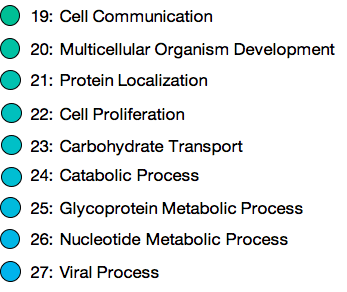 19: Cell Communication
20: Multicellular Organism Development
21: Protein Localization
22: Cell Proliferation
23: Carbohydrate Transport
24: Catabolic Process
25: Glycoprotein Metabolic Process
26: Nucleotide Metabolic Process
27: Viral Process